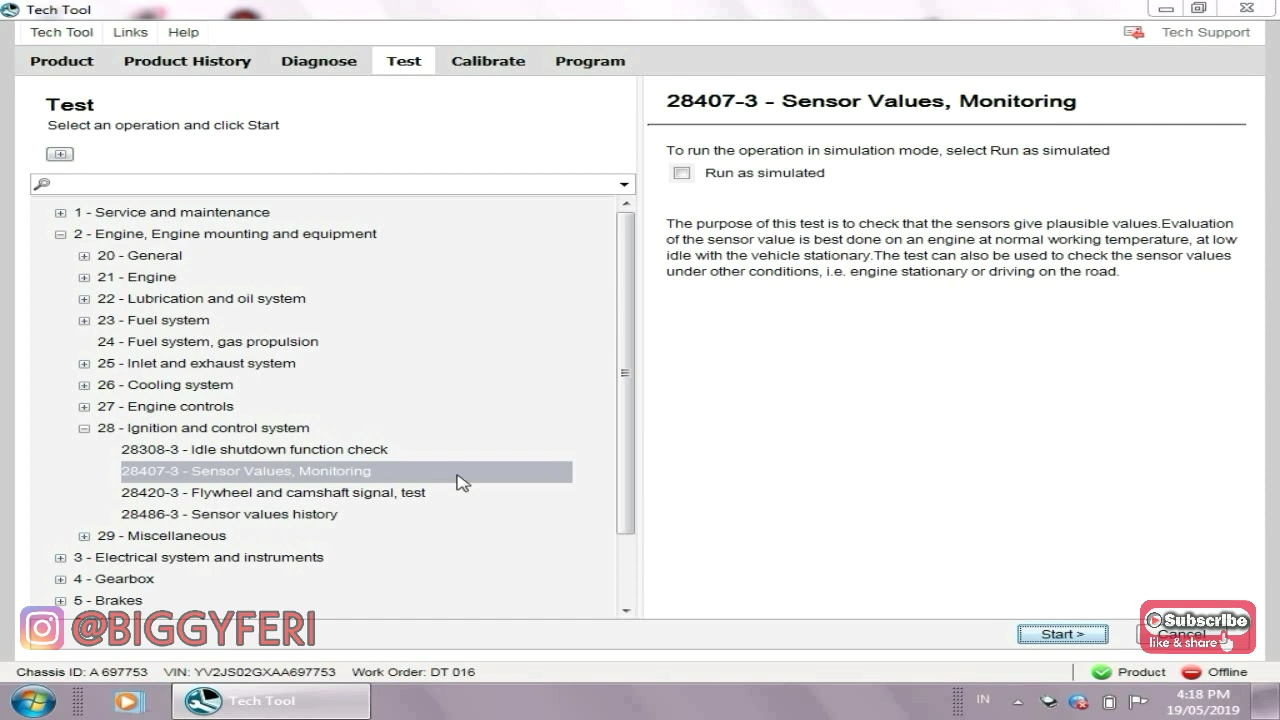 Tech Tool
Tech Tool Links Help
Tech Support
Product Product History Diagnose Test Calibrate Program
Test
Select an operation and click Start
1 - Service and maintenance
2 - Engine, Engine mounting and equipment
20 - General
21 - Engine
22 - Lubrication and oil system
23 - Fuel system
24 - Fuel system, gas propulsion
25 - Inlet and exhaust system
26 - Cooling system
27 - Engine controls
28 - Ignition and control system
28308-3 - Idle shutdown function check
28407-3 - Sensor Values, Monitoring
28420-3 - Flywheel and camshaft signal, test
28486-3 - Sensor values history
29 - Miscellaneous
3 - Electrical system and instruments
4 - Gearbox
5 - Brakes
28407-3 - Sensor Values, Monitoring
To run the operation in simulation mode, select Run as simulated
Run as simulated
The purpose of this test is to check that the sensors give plausible values.Evaluation
of the sensor value is best done on an engine at normal working temperature, at low
idle with the vehicle stationary.The test can also be used to check the sensor values
under other conditions, i.e. engine stationary or driving on the road.
@BIGGYFERI
Start >
Cancel
Subscribe
like & share
Chassis ID: A 697753 VIN: YV2JS02GXAA697753 Work Order: DT 016
Product Offline
Tech Tool
IN
4:18 PM
19/05/2019